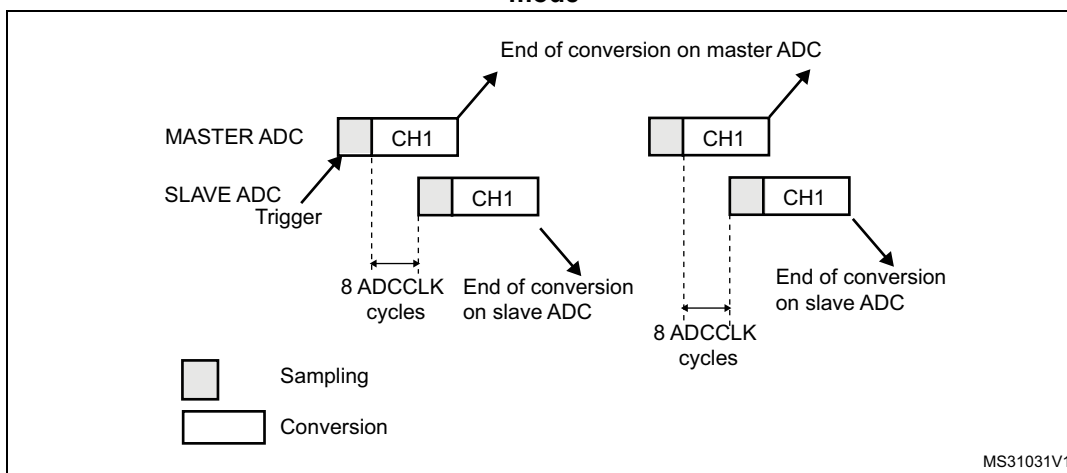 mode
End of conversion on master ADC
MASTER ADC
CH1
CH1
SLAVE ADC
Trigger
CH1
CH1
8 ADCCLK
cycles
End of conversion
on slave ADC
8 ADCCLK
cycles
End of conversion
on slave ADC
Sampling
Conversion
MS31031V1